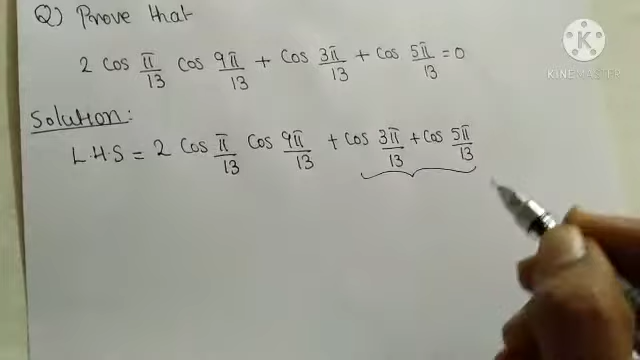 Q) Prove that
2 cos π/13 cos 9π/13 + cos 3π/13 + cos 5π/13 = 0
KINEMASTER
Solution:
L.H.S = 2 cos π/13 cos 9π/13 + cos 3π/13 + cos 5π/13